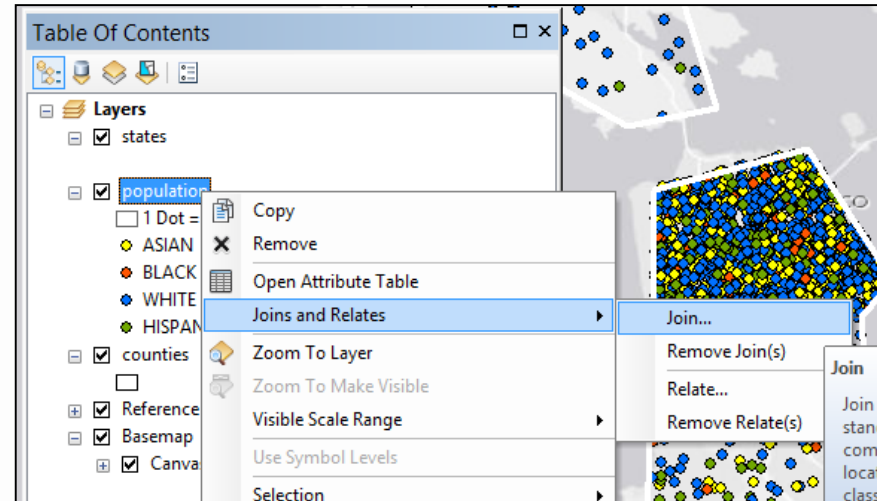 Table Of Contents
Layers
states
population
1 Dot =
ASIAN
BLACK
WHITE
HISPAN
counties
Reference
Basemap
Canva
Copy
Remove
Open Attribute Table
Joins and Relates
Zoom To Layer
Zoom To Make Visible
Visible Scale Range
Use Symbol Levels
Selection
Join...
Remove Join(s)
Relate...
Remove Relate(s)
Join
Join
stand
com
locat
class
CO